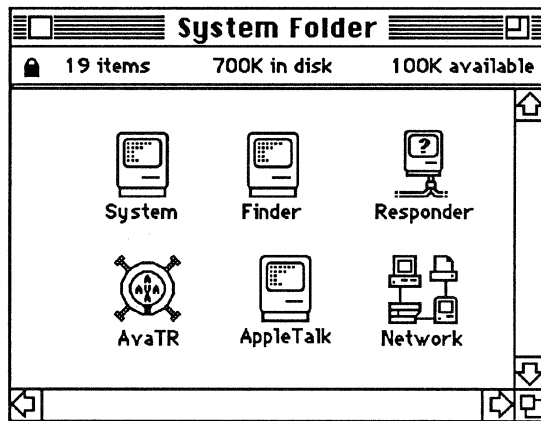 System Folder
19 items 700K in disk 100K available
System Finder Responder
AvaTR AppleTalk Network